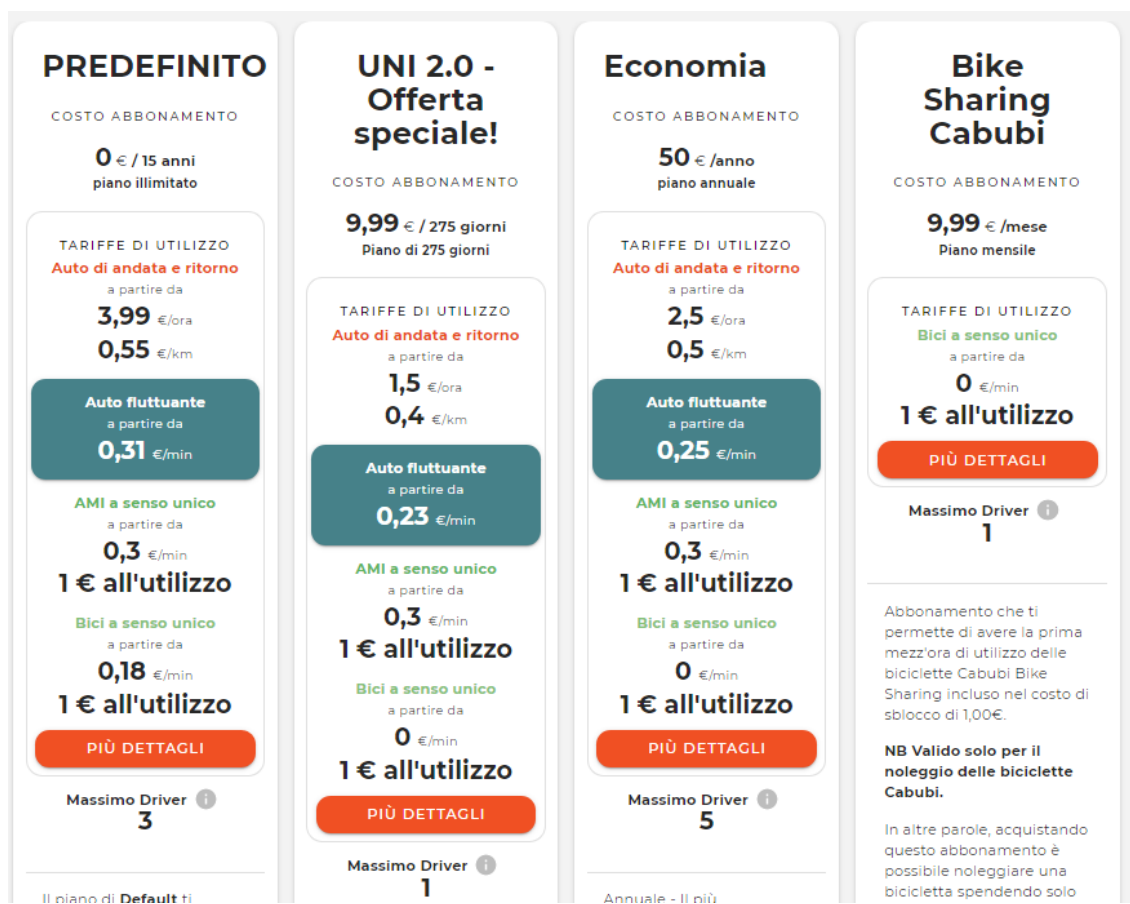 PREDEFINITO
COSTO ABBONAMENTO
0 € / 15 anni
piano illimitato
TARIFFE DI UTILIZZO
Auto di andata e ritorno
a partire da
3,99 €/ora
0,55 €/km
Auto fluttuante
a partire da
0,31 €/min
AMI a senso unico
a partire da
0,3 €/min
1 € all'utilizzo
Bici a senso unico
a partire da
0,18 €/min
1 € all'utilizzo
PIÙ DETTAGLI
Massimo Driver
3
Il piano di Default ti
UNI 2.0 -
Offerta
speciale!
COSTO ABBONAMENTO
9,99 € / 275 giorni
Piano di 275 giorni
TARIFFE DI UTILIZZO
Auto di andata e ritorno
a partire da
1,5 €/ora
0,4 €/km
Auto fluttuante
a partire da
0,23 €/min
AMI a senso unico
a partire da
0,3 €/min
1 € all'utilizzo
Bici a senso unico
a partire da
0 €/min
1 € all'utilizzo
PIÙ DETTAGLI
Massimo Driver
1
Economia
COSTO ABBONAMENTO
50 € /anno
piano annuale
TARIFFE DI UTILIZZO
Auto di andata e ritorno
a partire da
2,5 €/ora
0,5 €/km
Auto fluttuante
a partire da
0,25 €/min
AMI a senso unico
a partire da
0,3 €/min
1 € all'utilizzo
Bici a senso unico
a partire da
0 €/min
1 € all'utilizzo
PIÙ DETTAGLI
Massimo Driver
5
Annuale - Il più
Bike
Sharing
Cabubi
COSTO ABBONAMENTO
9,99 € /mese
Piano mensile
TARIFFE DI UTILIZZO
Bici a senso unico
a partire da
0 €/min
1 € all'utilizzo
PIÙ DETTAGLI
Massimo Driver
1
Abbonamento che ti
permette di avere la prima
mezz'ora di utilizzo delle
biciclette Cabubi Bike
Sharing incluso nel costo di
sblocco di 1,00€.
NB Valido solo per il
noleggio delle biciclette
Cabubi.
In altre parole, acquistando
questo abbonamento è
possibile noleggiare una
bicicletta spendendo solo